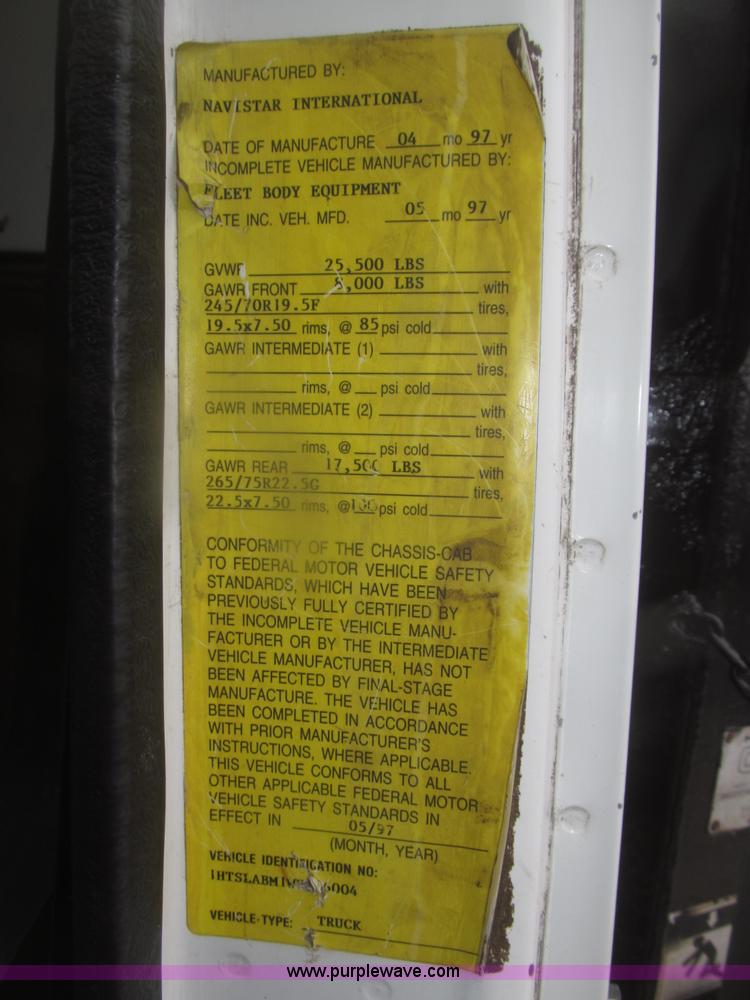 MANUFACTURED BY:
NAVISTAR INTERNATIONAL
DATE OF MANUFACTURE 04 mo 97 yr
INCOMPLETE VEHICLE MANUFACTURED BY:
FLEET BODY EQUIPMENT
DATE INC. VEH. MFD. 05 mo 97 yr
GVWR 25,500 LBS
GAWR FRONT 8,000 LBS with
245/70R19.5F tires,
19.5x7.50 rims, @ 85 psi cold
GAWR INTERMEDIATE (1) with
tires,
rims, @ psi cold
GAWR INTERMEDIATE (2) with
tires,
rims, @ psi cold
GAWR REAR 17,500 LBS with
265/75R22.5G tires,
22.5x7.50 rims, @ psi cold
CONFORMITY OF THE CHASSIS-CAB
TO FEDERAL MOTOR VEHICLE SAFETY
STANDARDS, WHICH HAVE BEEN
PREVIOUSLY FULLY CERTIFIED BY
THE INCOMPLETE VEHICLE MANU-
FACTURER OR BY THE INTERMEDIATE
VEHICLE MANUFACTURER, HAS NOT
BEEN AFFECTED BY FINAL-STAGE
MANUFACTURE. THE VEHICLE HAS
BEEN COMPLETED IN ACCORDANCE
WITH PRIOR MANUFACTURER'S
INSTRUCTIONS, WHERE APPLICABLE.
THIS VEHICLE CONFORMS TO ALL
OTHER APPLICABLE FEDERAL MOTOR
VEHICLE SAFETY STANDARDS IN
EFFECT IN 05/97
(MONTH, YEAR)
VEHICLE IDENTIFICATION NO:
VEHICLE-TYPE: TRUCK
www.purplewave.com